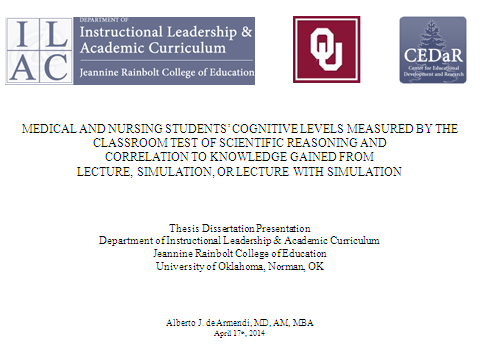 I L
A C
DEPARTMENT OF
Instructional Leadership &
Academic Curriculum
Jeannine Rainbolt College of Education
OU
CEDaR
Center for Educational
Development and Research
MEDICAL AND NURSING STUDENTS' COGNITIVE LEVELS MEASURED BY THE
CLASSROOM TEST OF SCIENTIFIC REASONING AND
CORRELATION TO KNOWLEDGE GAINED FROM
LECTURE, SIMULATION, OR LECTURE WITH SIMULATION
Thesis Dissertation Presentation
Department of Instructional Leadership & Academic Curriculum
Jeannine Rainbolt College of Education
University of Oklahoma, Norman, OK
Alberto J. de Armendi, MD, AM, MBA
April 17th, 2014